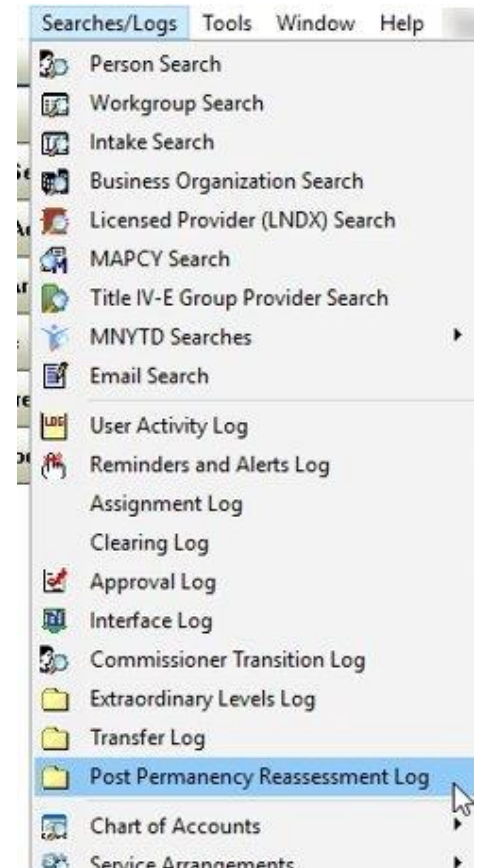 Searches/Logs Tools Window Help
Person Search
Workgroup Search
Intake Search
Business Organization Search
Licensed Provider (LNDX) Search
MAPCY Search
Title IV-E Group Provider Search
MNYTD Searches
Email Search
User Activity Log
Reminders and Alerts Log
Assignment Log
Clearing Log
Approval Log
Interface Log
Commissioner Transition Log
Extraordinary Levels Log
Transfer Log
Post Permanency Reassessment Log
Chart of Accounts
Service Arrangements